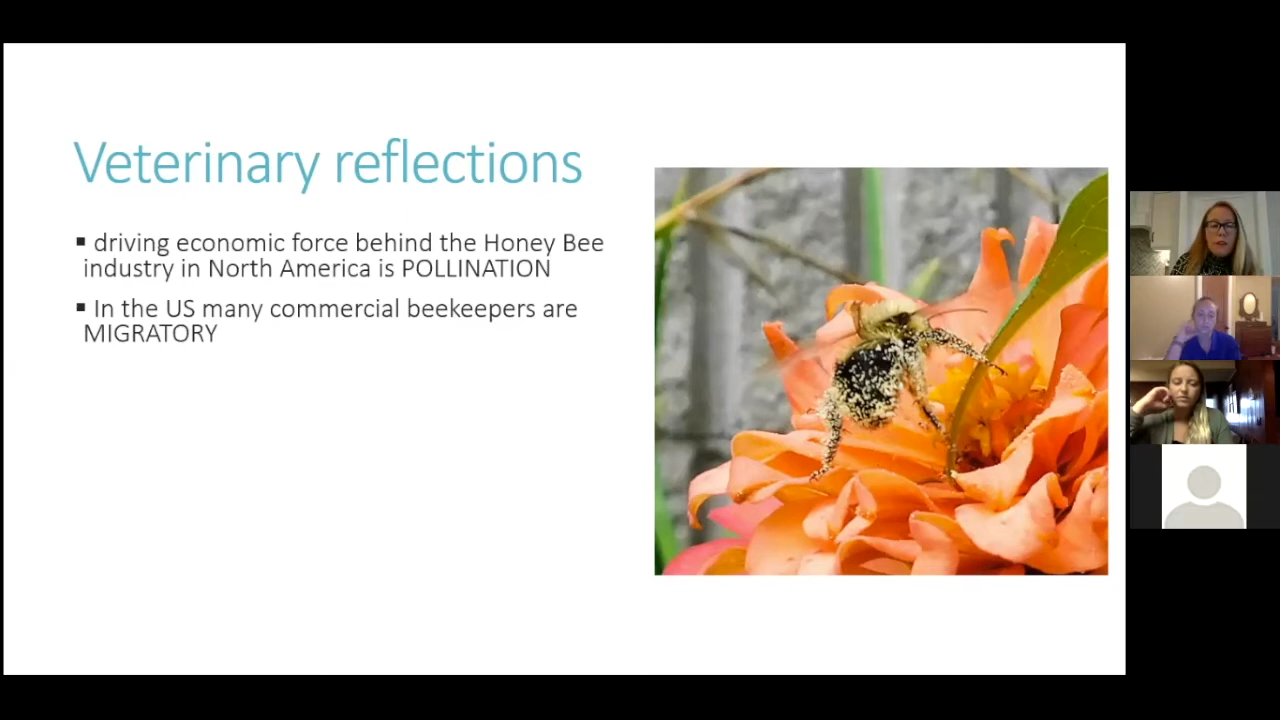 Veterinary reflections
▪ driving economic force behind the Honey Bee
industry in North America is POLLINATION
▪ In the US many commercial beekeepers are
MIGRATORY